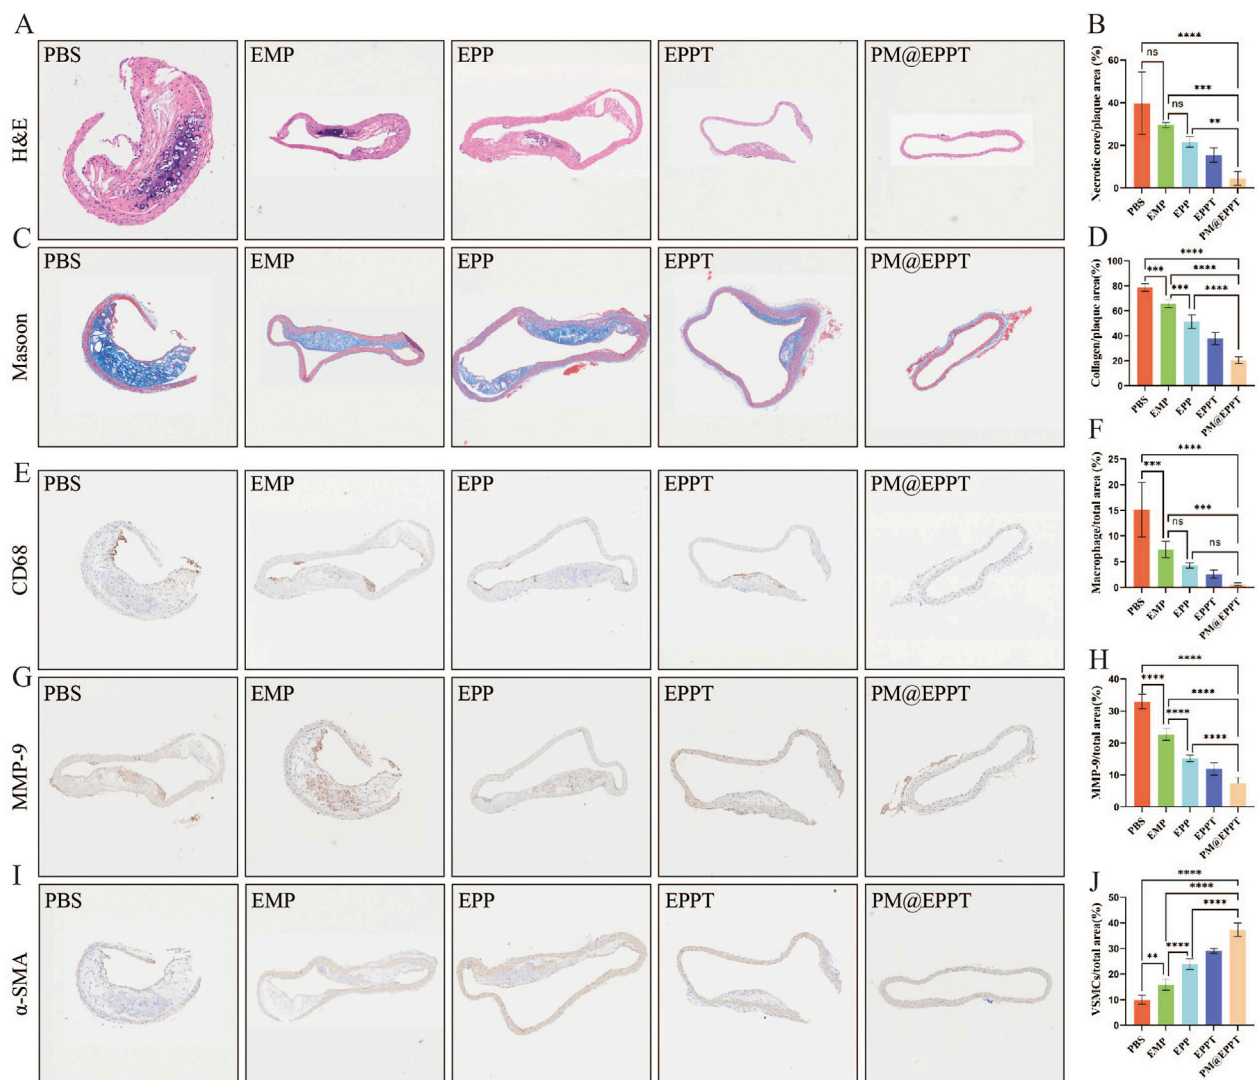 A
H&E
PBS
EMP
EPP
EPPT
PM@EPPT
B
Necrotic core/plaque area (%)
60
40
20
0
ns
ns
****
***
**
PBS
EMP
EPP
EPPT
PM@EPPT
C
Masoon
PBS
EMP
EPP
EPPT
PM@EPPT
D
Collagen/plaque area(%)
100
80
60
40
20
0
****
***
****
***
****
PBS
EMP
EPP
EPPT
PM@EPPT
E
CD68
PBS
EMP
EPP
EPPT
PM@EPPT
F
Macrophage/total area (%)
25
20
15
10
5
0
****
***
***
ns
ns
PBS
EMP
EPP
EPPT
PM@EPPT
G
MMP-9
PBS
EMP
EPP
EPPT
PM@EPPT
H
MMP-9/total area(%)
40
30
20
10
0
****
****
****
****
****
PBS
EMP
EPP
EPPT
PM@EPPT
I
α-SMA
PBS
EMP
EPP
EPPT
PM@EPPT
J
VSMCs/total area(%)
50
40
30
20
10
0
****
****
****
**
****
PBS
EMP
EPP
EPPT
PM@EPPT